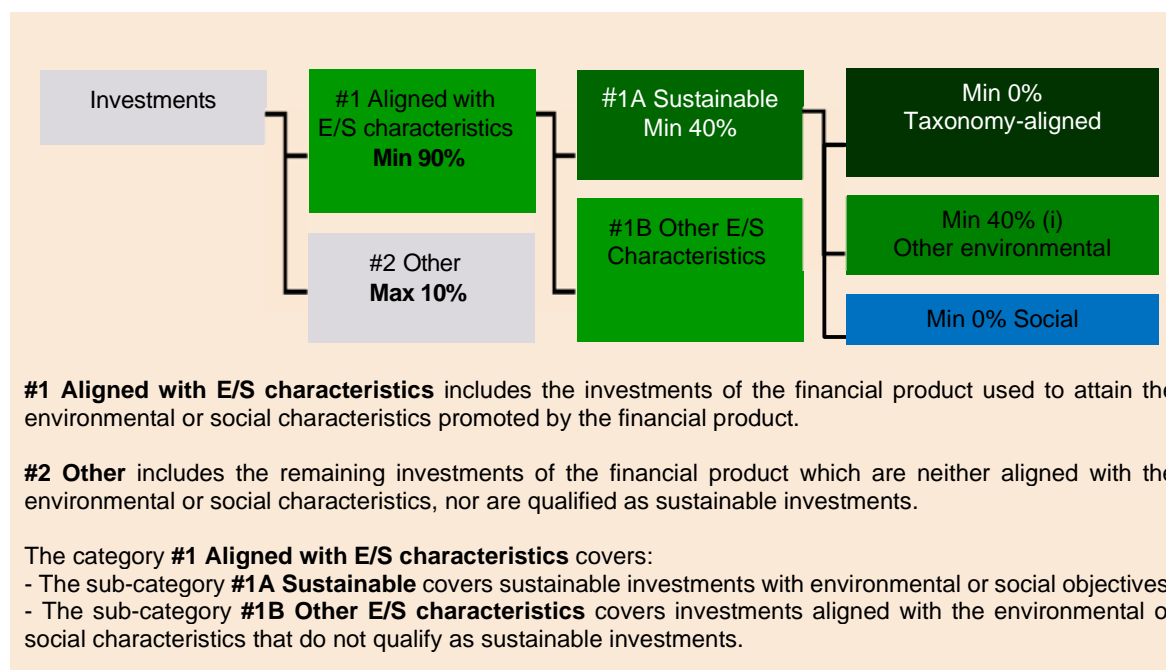 Investments
#1 Aligned with
E/S characteristics
Min 90%
#2 Other
Max 10%
#1A Sustainable
Min 40%
#1B Other E/S
Characteristics
Min 0%
Taxonomy-aligned
Min 40% (i)
Other environmental
Min 0% Social
#1 Aligned with E/S characteristics includes the investments of the financial product used to attain the
environmental or social characteristics promoted by the financial product.
#2 Other includes the remaining investments of the financial product which are neither aligned with the
environmental or social characteristics, nor are qualified as sustainable investments.
The category #1 Aligned with E/S characteristics covers:
- The sub-category #1A Sustainable covers sustainable investments with environmental or social objectives
- The sub-category #1B Other E/S characteristics covers investments aligned with the environmental o
social characteristics that do not qualify as sustainable investments.